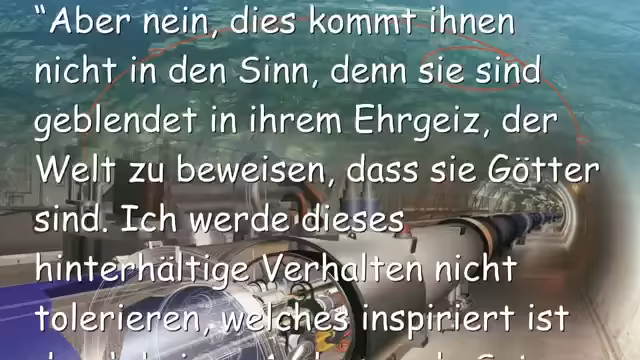 “Aber nein, dies kommt ihnen
nicht in den Sinn, denn sie sind
geblendet in ihrem Ehrgeiz, der
Welt zu beweisen, dass sie Götter
sind. Ich werde dieses
hinterhältige Verhalten nicht
tolerieren, welches inspiriert ist